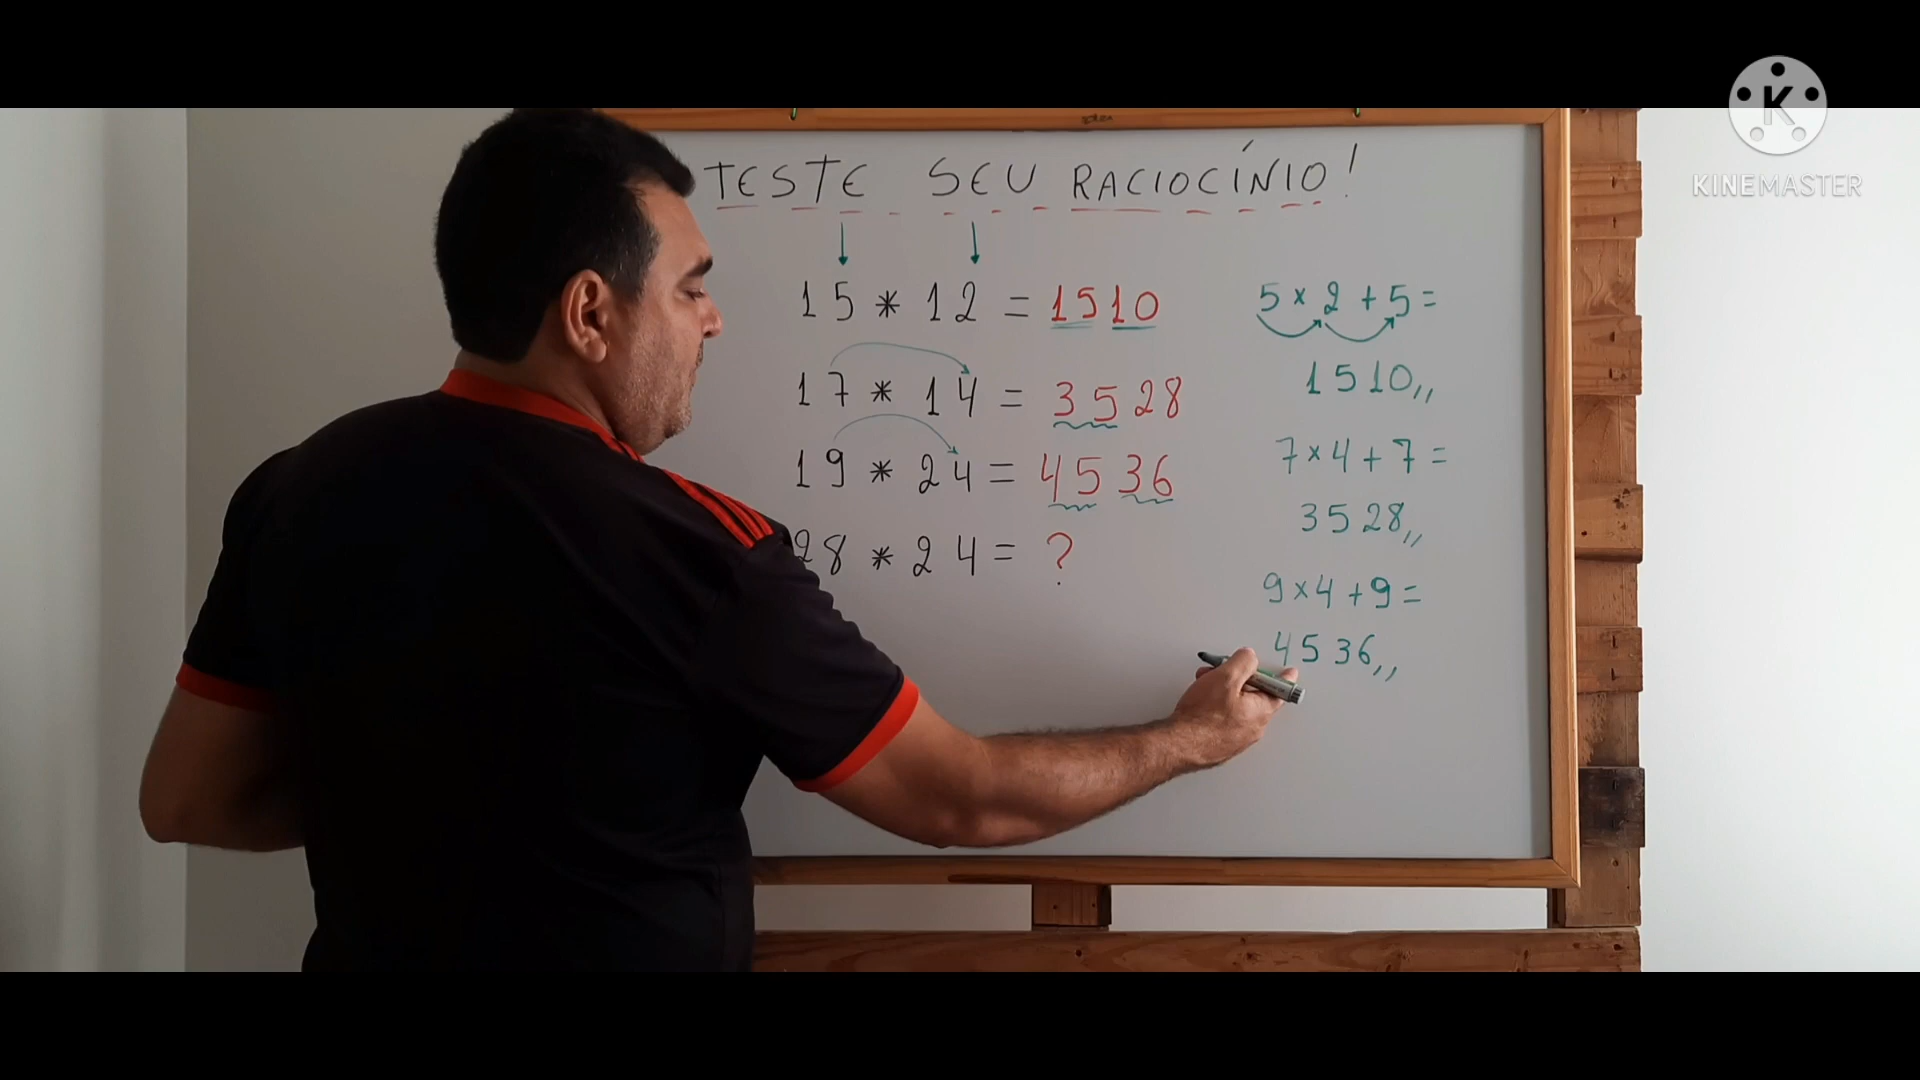 TESTE SEU RACIOCÍNIO!
15 * 12 = 1510
17 * 14 = 3528
19 * 24 = 4536
28 * 24 = ?
5 × 2 + 5 =
1510,,
7 × 4 + 7 =
3528,,
9 × 4 + 9 =
4536,,
K
KINEMASTER